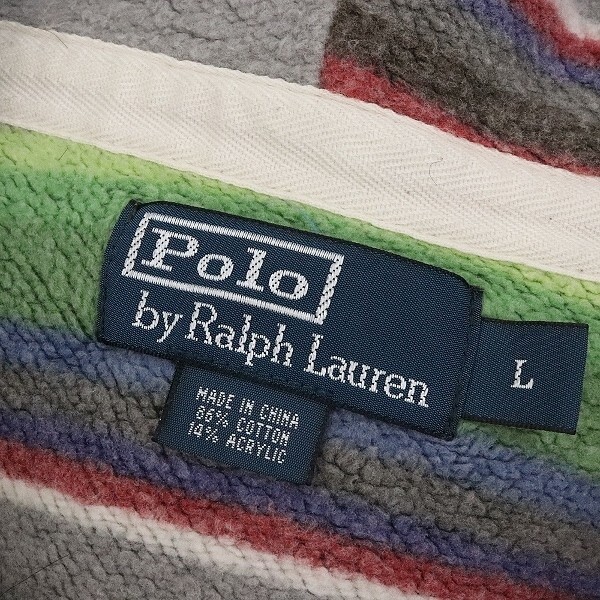 Polo
by Ralph Lauren
L
MADE IN CHINA
86% COTTON
14% ACRYLIC